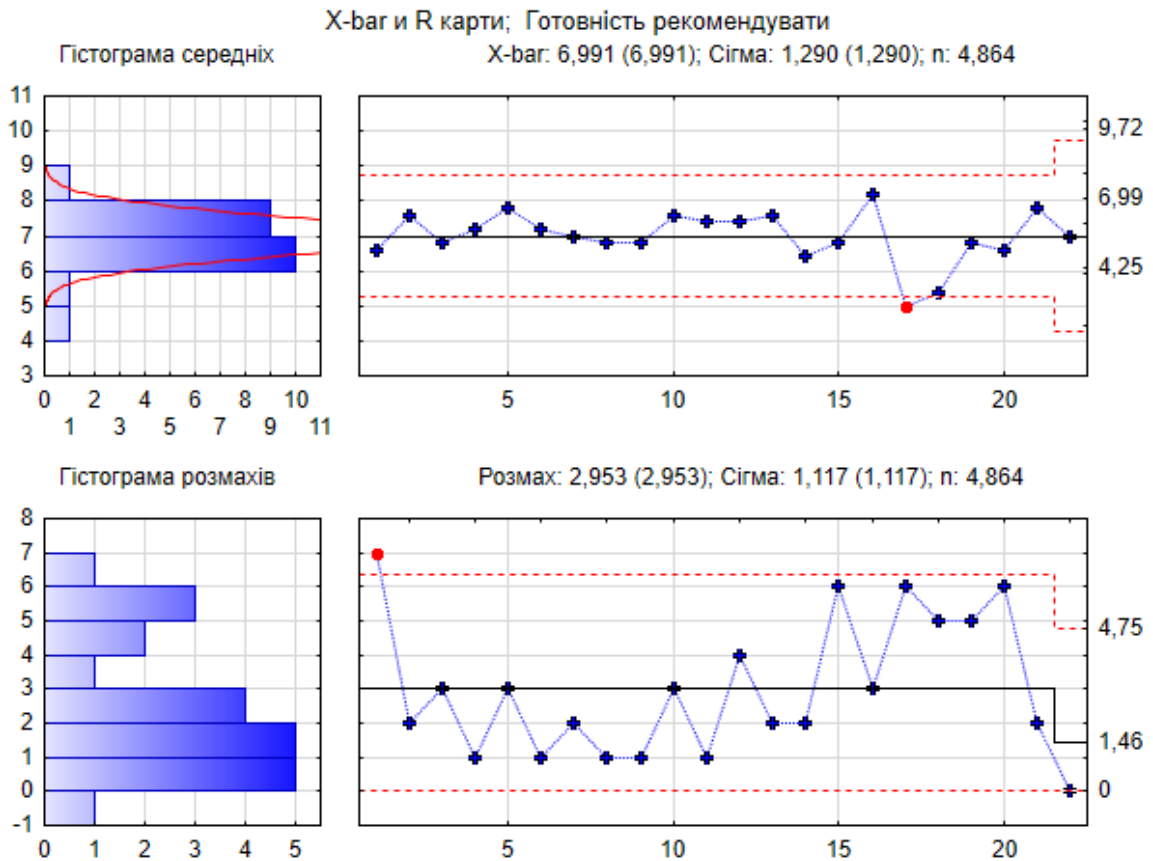 X-bar и R карти; Готовність рекомендувати
Гістограма середніх
X-bar: 6,991 (6,991); Сігма: 1,290 (1,290); n: 4,864
11
10
9
8
7
6
5
4
3
0 2 4 6 8 10
1 3 5 7 9 11
9,72
6,99
4,25
5 10 15 20
Гістограма розмахів
Розмах: 2,953 (2,953); Сігма: 1,117 (1,117); n: 4,864
8
7
6
5
4
3
2
1
0
-1
0 1 2 3 4 5
4,75
1,46
0
5 10 15 20